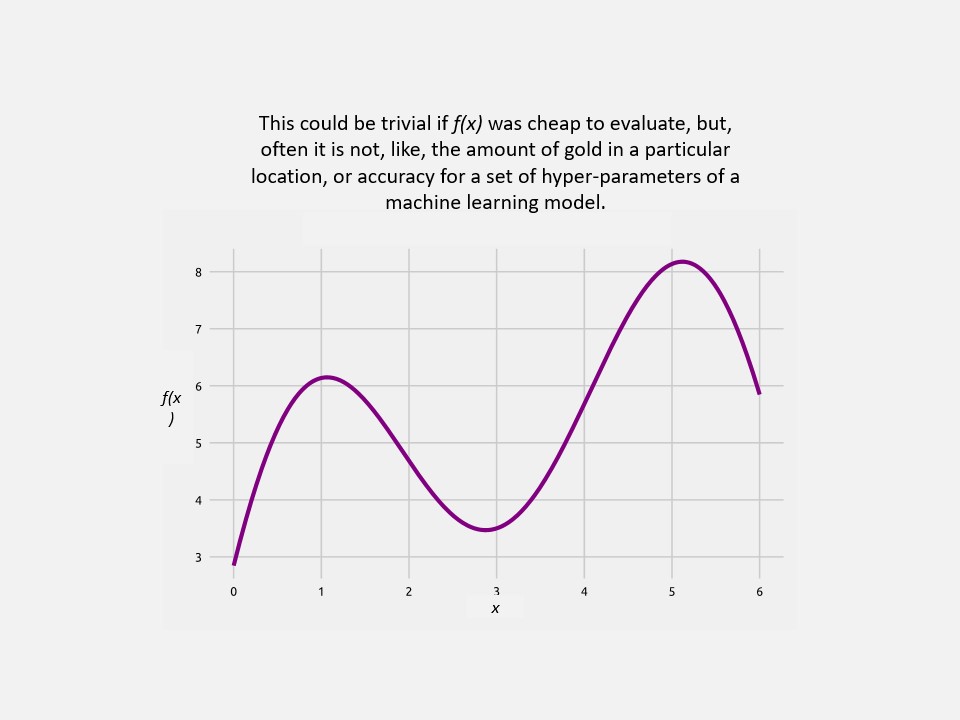 This could be trivial if f(x) was cheap to evaluate, but,
often it is not, like, the amount of gold in a particular
location, or accuracy for a set of hyper-parameters of a
machine learning model.
8
7
6
5
4
3
f(x
)
0 1 2 3 4 5 6
x